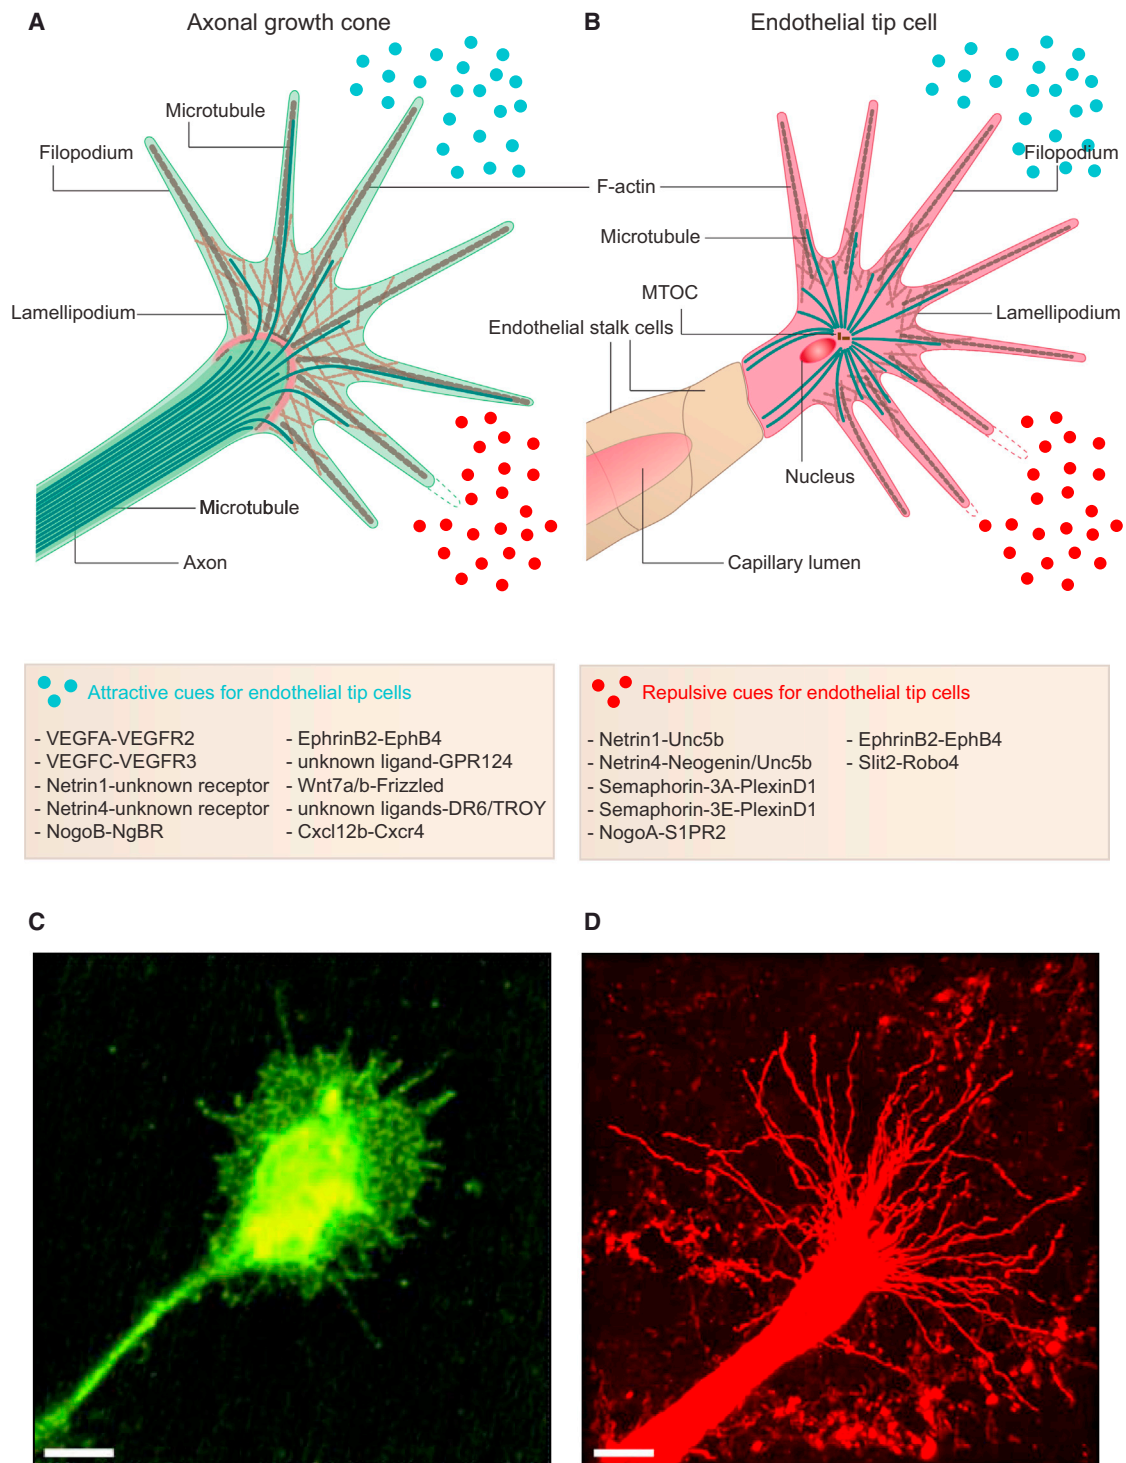 A
Axonal growth cone
Microtubule
Filopodium
Lamellipodium
Microtubule
Axon
F-actin
B
Endothelial tip cell
Filopodium
Microtubule
MTOC
Endothelial stalk cells
Lamellipodium
Nucleus
Capillary lumen
Attractive cues for endothelial tip cells
- VEGFA-VEGFR2
- VEGFC-VEGFR3
- Netrin1-unknown receptor
- Netrin4-unknown receptor
- NogoB-NgBR
- EphrinB2-EphB4
- unknown ligand-GPR124
- Wnt7a/b-Frizzled
- unknown ligands-DR6/TROY
- Cxcl12b-Cxcr4
Repulsive cues for endothelial tip cells
- Netrin1-Unc5b
- Netrin4-Neogenin/Unc5b
- Semaphorin-3A-PlexinD1
- Semaphorin-3E-PlexinD1
- NogoA-S1PR2
- EphrinB2-EphB4
- Slit2-Robo4
C
D